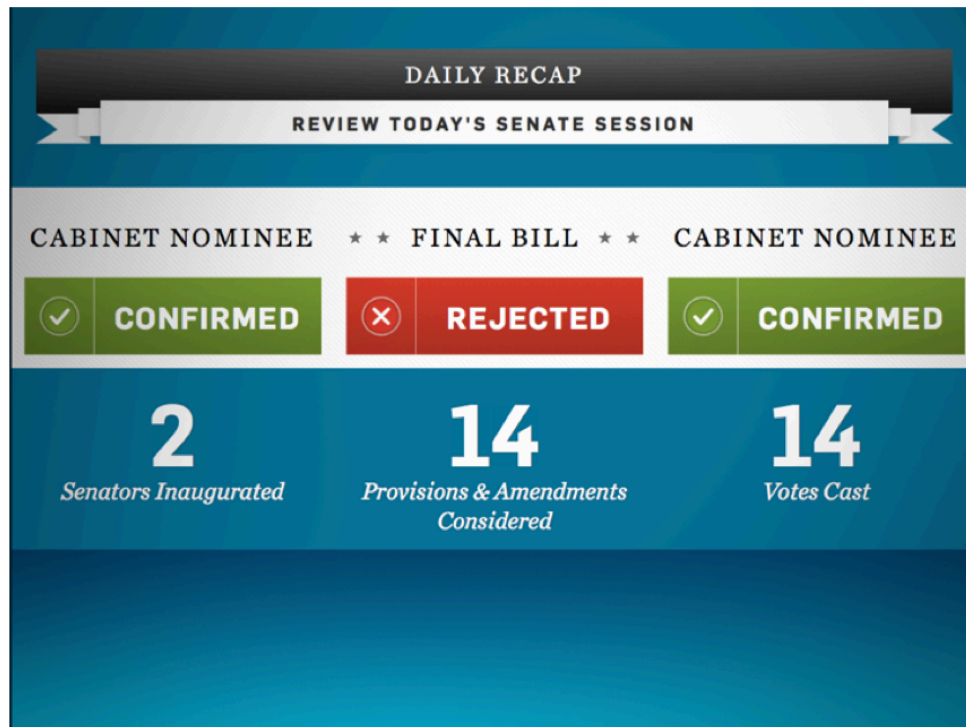 DAILY RECAP
REVIEW TODAY'S SENATE SESSION
CABINET NOMINEE
CONFIRMED
FINAL BILL
REJECTED
CABINET NOMINEE
CONFIRMED
2
Senators Inaugurated
14
Provisions & Amendments
Considered
14
Votes Cast